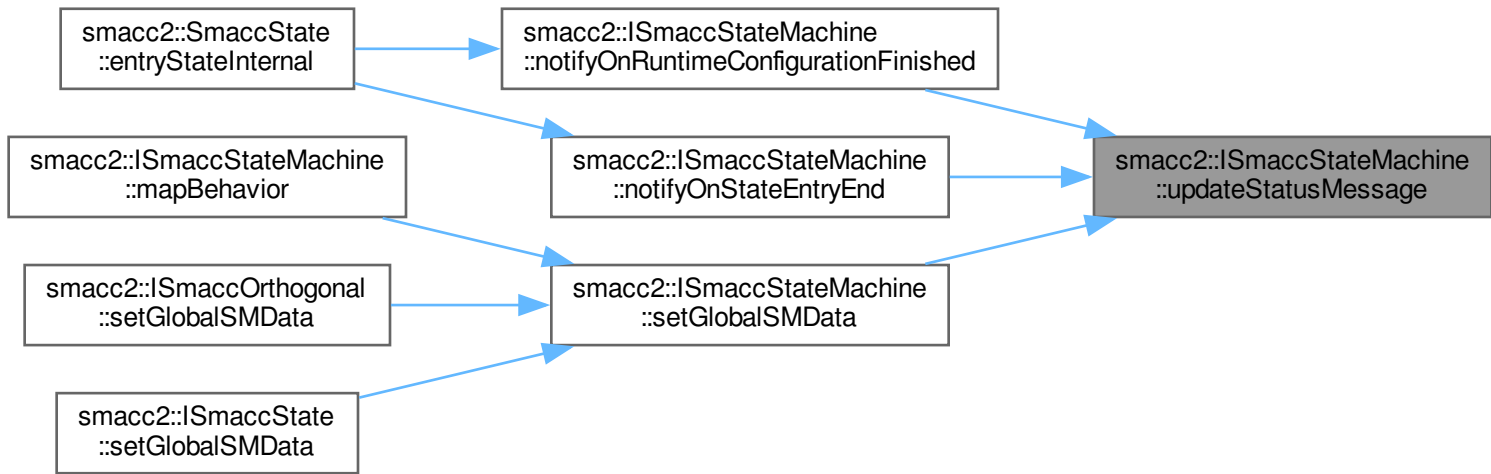 smacc2::SmaccState
::entryStateInternal
smacc2::ISmaccStateMachine
::notifyOnRuntimeConfigurationFinished
smacc2::ISmaccStateMachine
::mapBehavior
smacc2::ISmaccStateMachine
::notifyOnStateEntryEnd
smacc2::ISmaccStateMachine
::updateStatusMessage
smacc2::ISmaccOrthogonal
::setGlobalSMData
smacc2::ISmaccStateMachine
::setGlobalSMData
smacc2::ISmaccState
::setGlobalSMData